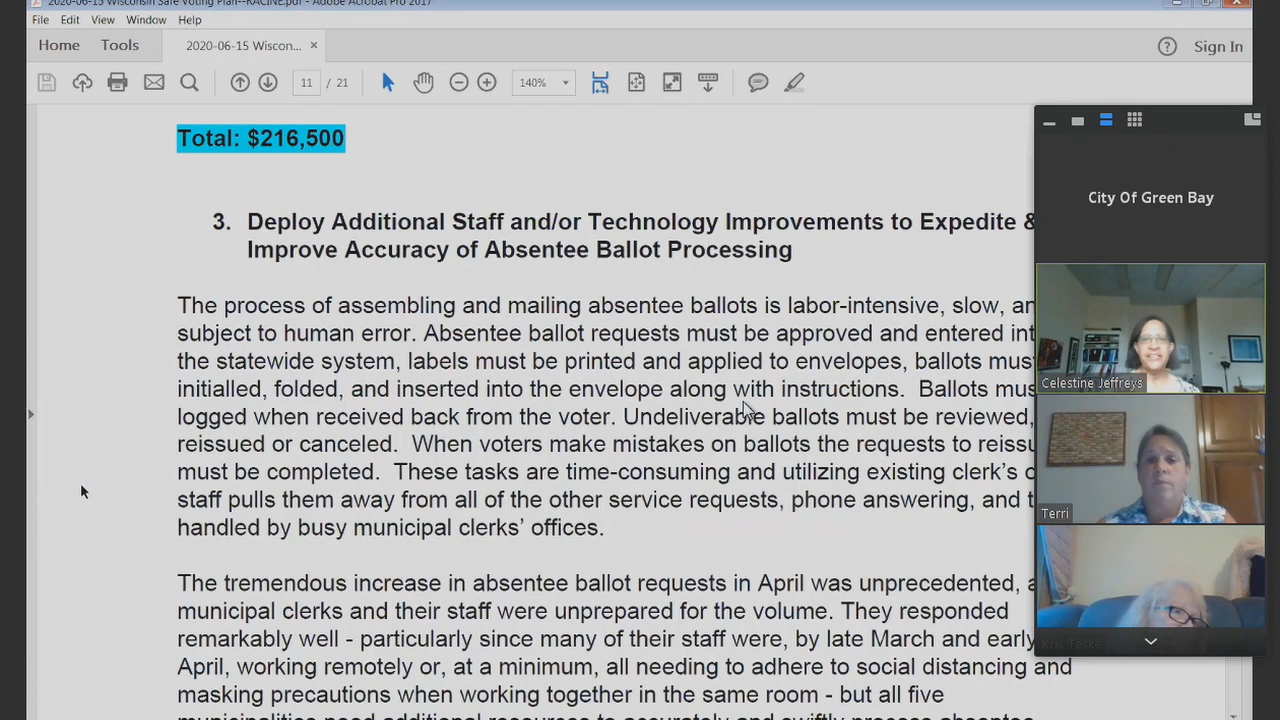 2020-06-15 Wisconsin Safe Voting Plan--RACINE.pdf - Adobe Acrobat Pro 2017
File Edit View Window Help
Home Tools 2020-06-15 Wiscon... × Sign In
11 / 21 140%
Total: $216,500
3. Deploy Additional Staff and/or Technology Improvements to Expedite &
Improve Accuracy of Absentee Ballot Processing
The process of assembling and mailing absentee ballots is labor-intensive, slow, an
subject to human error. Absentee ballot requests must be approved and entered int
the statewide system, labels must be printed and applied to envelopes, ballots mus
initialled, folded, and inserted into the envelope along with instructions. Ballots mus
logged when received back from the voter. Undeliverable ballots must be reviewed,
reissued or canceled. When voters make mistakes on ballots the requests to reissu
must be completed. These tasks are time-consuming and utilizing existing clerk's o
staff pulls them away from all of the other service requests, phone answering, and t
handled by busy municipal clerks' offices.
The tremendous increase in absentee ballot requests in April was unprecedented, a
municipal clerks and their staff were unprepared for the volume. They responded
remarkably well - particularly since many of their staff were, by late March and early
April, working remotely or, at a minimum, all needing to adhere to social distancing and
masking precautions when working together in the same room - but all five
municipalities need additional resources to accurately and swiftly process absentee
City Of Green Bay
Celestine Jeffreys
Terri
Kris Teske